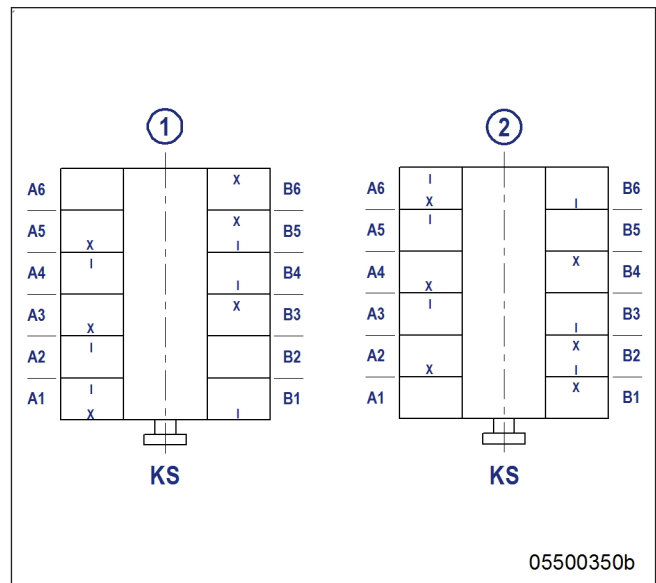 1 2
X I
A6 B6 A6 B6
X I
X I
A5 B5 A5 B5
X I
I X
A4 B4 A4 B4
I X
X I
A3 B3 A3 B3
X I
I X
A2 B2 A2 B2
X I
I X
A1 B1 A1 B1
X I
KS KS
05500350b